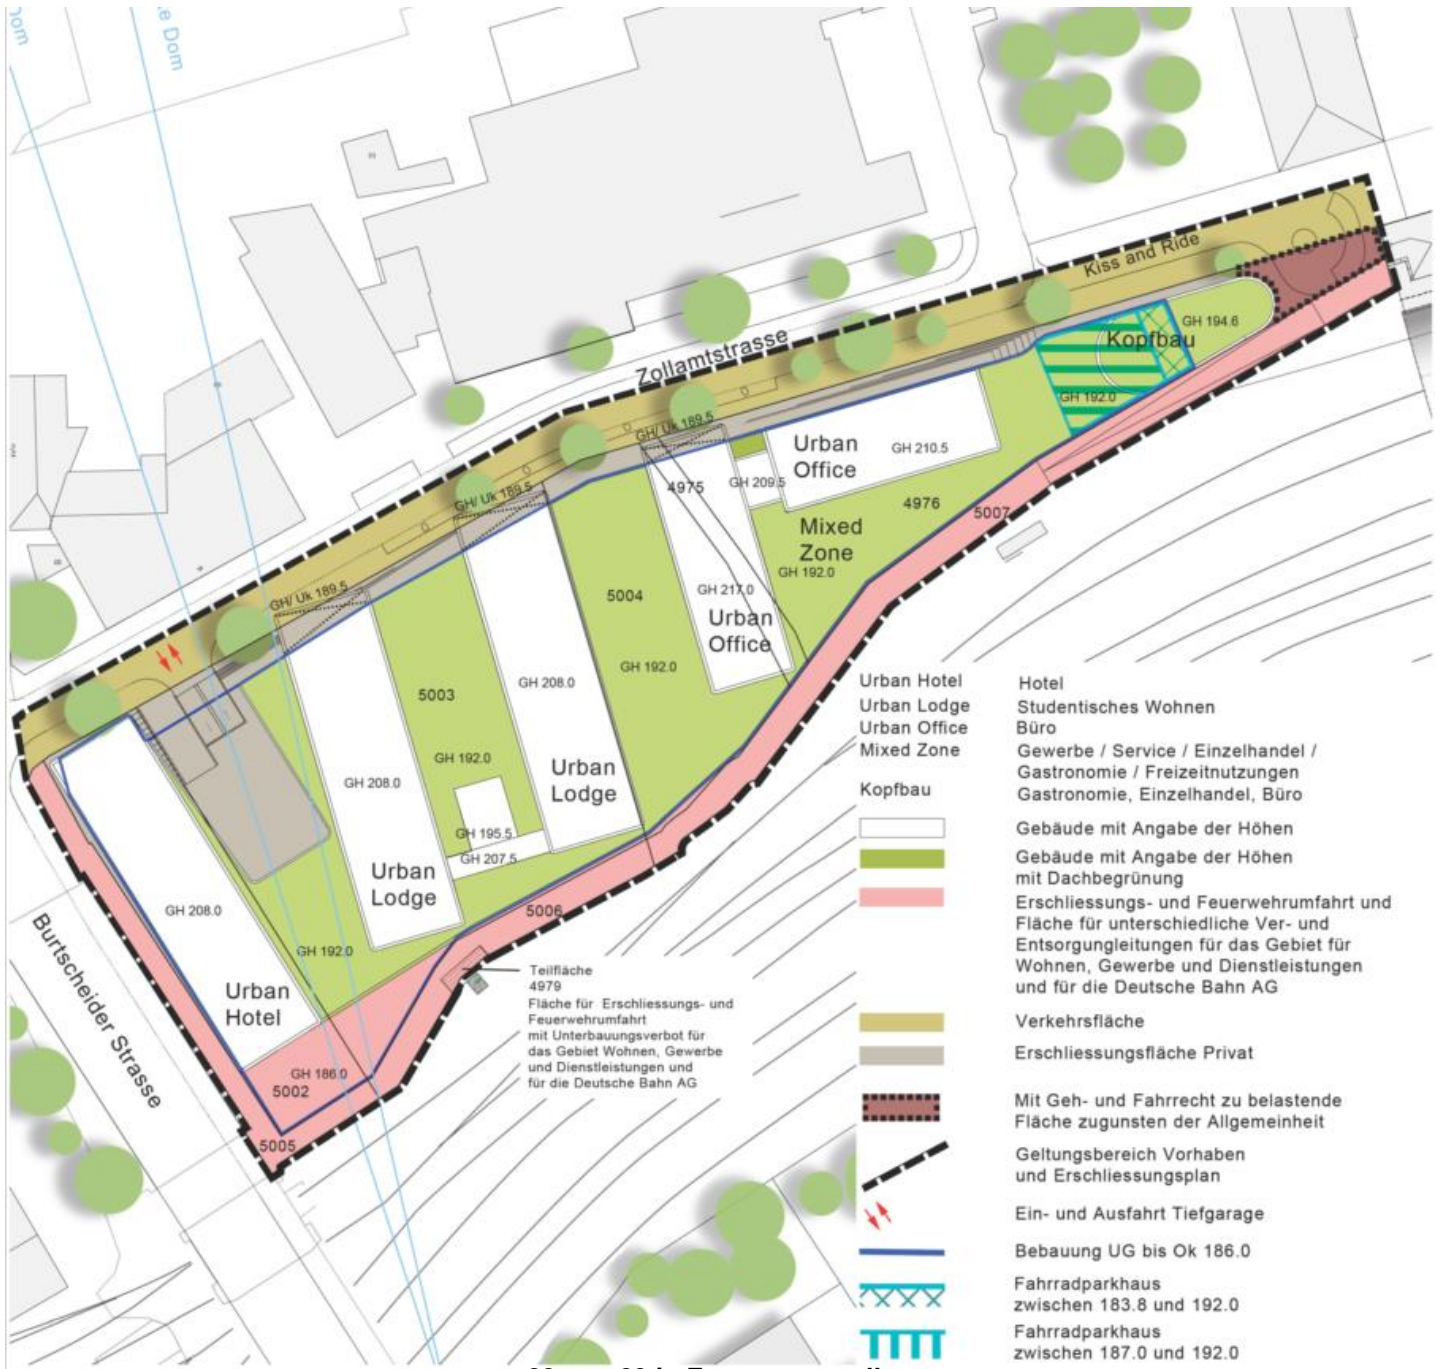 Dom
e Dom
Kiss and Ride
GH 194.6
Kopfbau
GH 192.0
Zollamtstrasse
GH/ Uk 189.5
Urban
Office
GH 210.5
4975
GH 209.5
GH/ Uk 189.5
4976
5007
Mixed
Zone
GH 192.0
GH/ Uk 189.5
5004
GH 217.0
Urban
Office
GH 192.0
GH 208.0
5003
GH 192.0
GH 208.0
Urban
Lodge
GH 195.5
GH 207.5
Urban
Lodge
GH 208.0
5006
GH 192.0
Urban
Hotel
Burtscheider Strasse
GH 186.0
5002
5005
Teilfläche
4979
Fläche für Erschliessungs- und
Feuerwehrumfahrt
mit Unterbauungsverbot für
das Gebiet Wohnen, Gewerbe
und Dienstleistungen und
für die Deutsche Bahn AG
Urban Hotel Hotel
Urban Lodge Studentisches Wohnen
Urban Office Büro
Mixed Zone Gewerbe / Service / Einzelhandel /
Gastronomie / Freizeitnutzungen
Kopfbau Gastronomie, Einzelhandel, Büro
Gebäude mit Angabe der Höhen
Gebäude mit Angabe der Höhen
mit Dachbegrünung
Erschliessungs- und Feuerwehrumfahrt und
Fläche für unterschiedliche Ver- und
Entsorgungleitungen für das Gebiet für
Wohnen, Gewerbe und Dienstleistungen
und für die Deutsche Bahn AG
Verkehrsfläche
Erschliessungsfläche Privat
Mit Geh- und Fahrrecht zu belastende
Fläche zugunsten der Allgemeinheit
Geltungsbereich Vorhaben
und Erschliessungsplan
Ein- und Ausfahrt Tiefgarage
Bebauung UG bis Ok 186.0
Fahrradparkhaus
zwischen 183.8 und 192.0
Fahrradparkhaus
zwischen 187.0 und 192.0